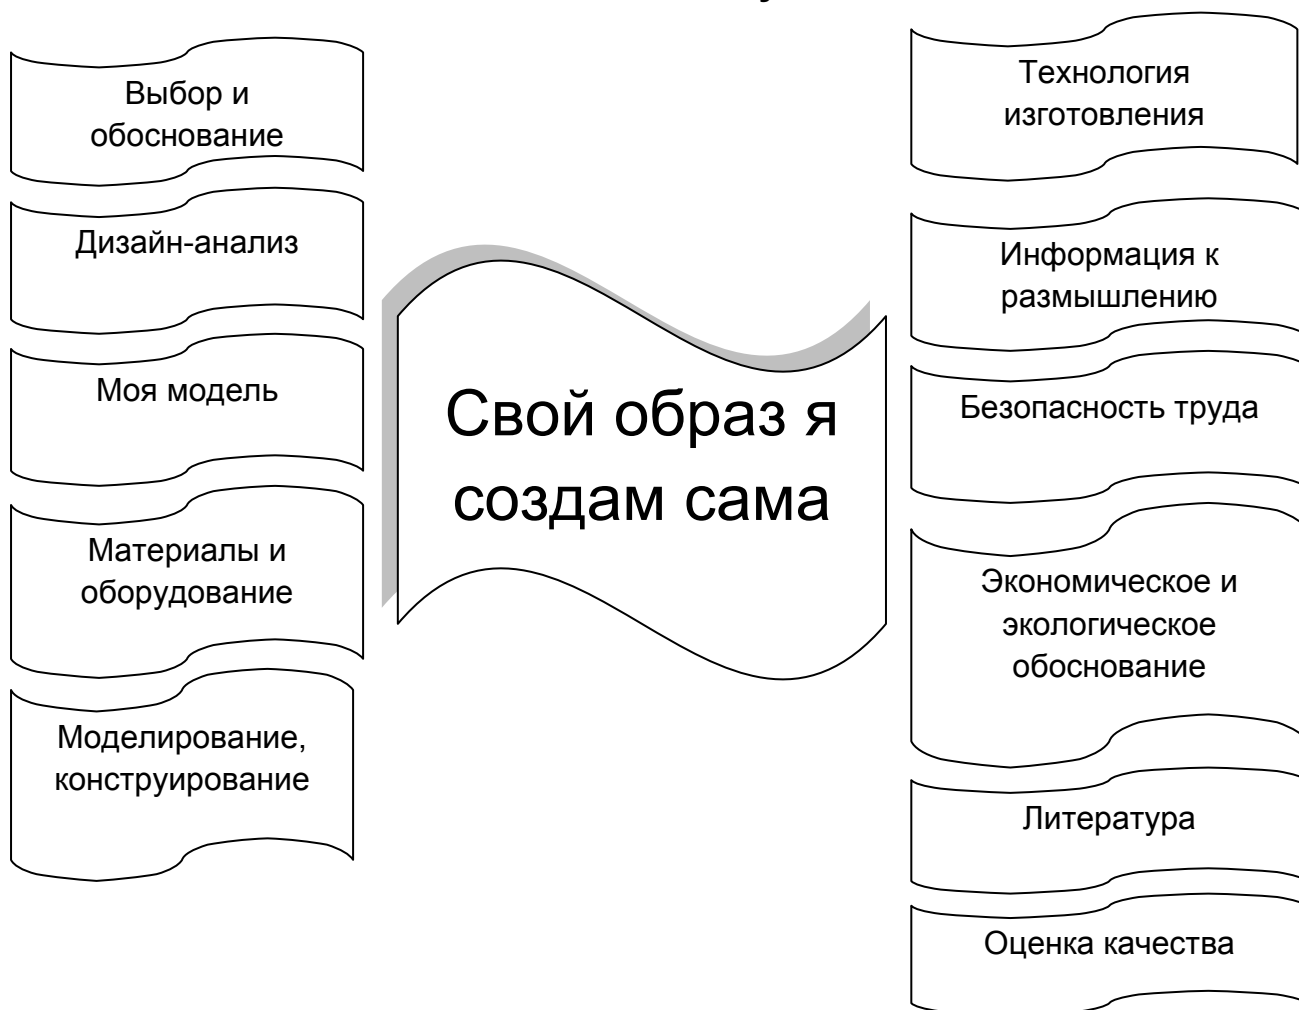 Выбор и
обоснование
Дизайн-анализ
Моя модель
Материалы и
оборудование
Моделирование,
конструирование
Свой образ я
создам сама
Технология
изготовления
Информация к
размышлению
Безопасность труда
Экономическое и
экологическое
обоснование
Литература
Оценка качества